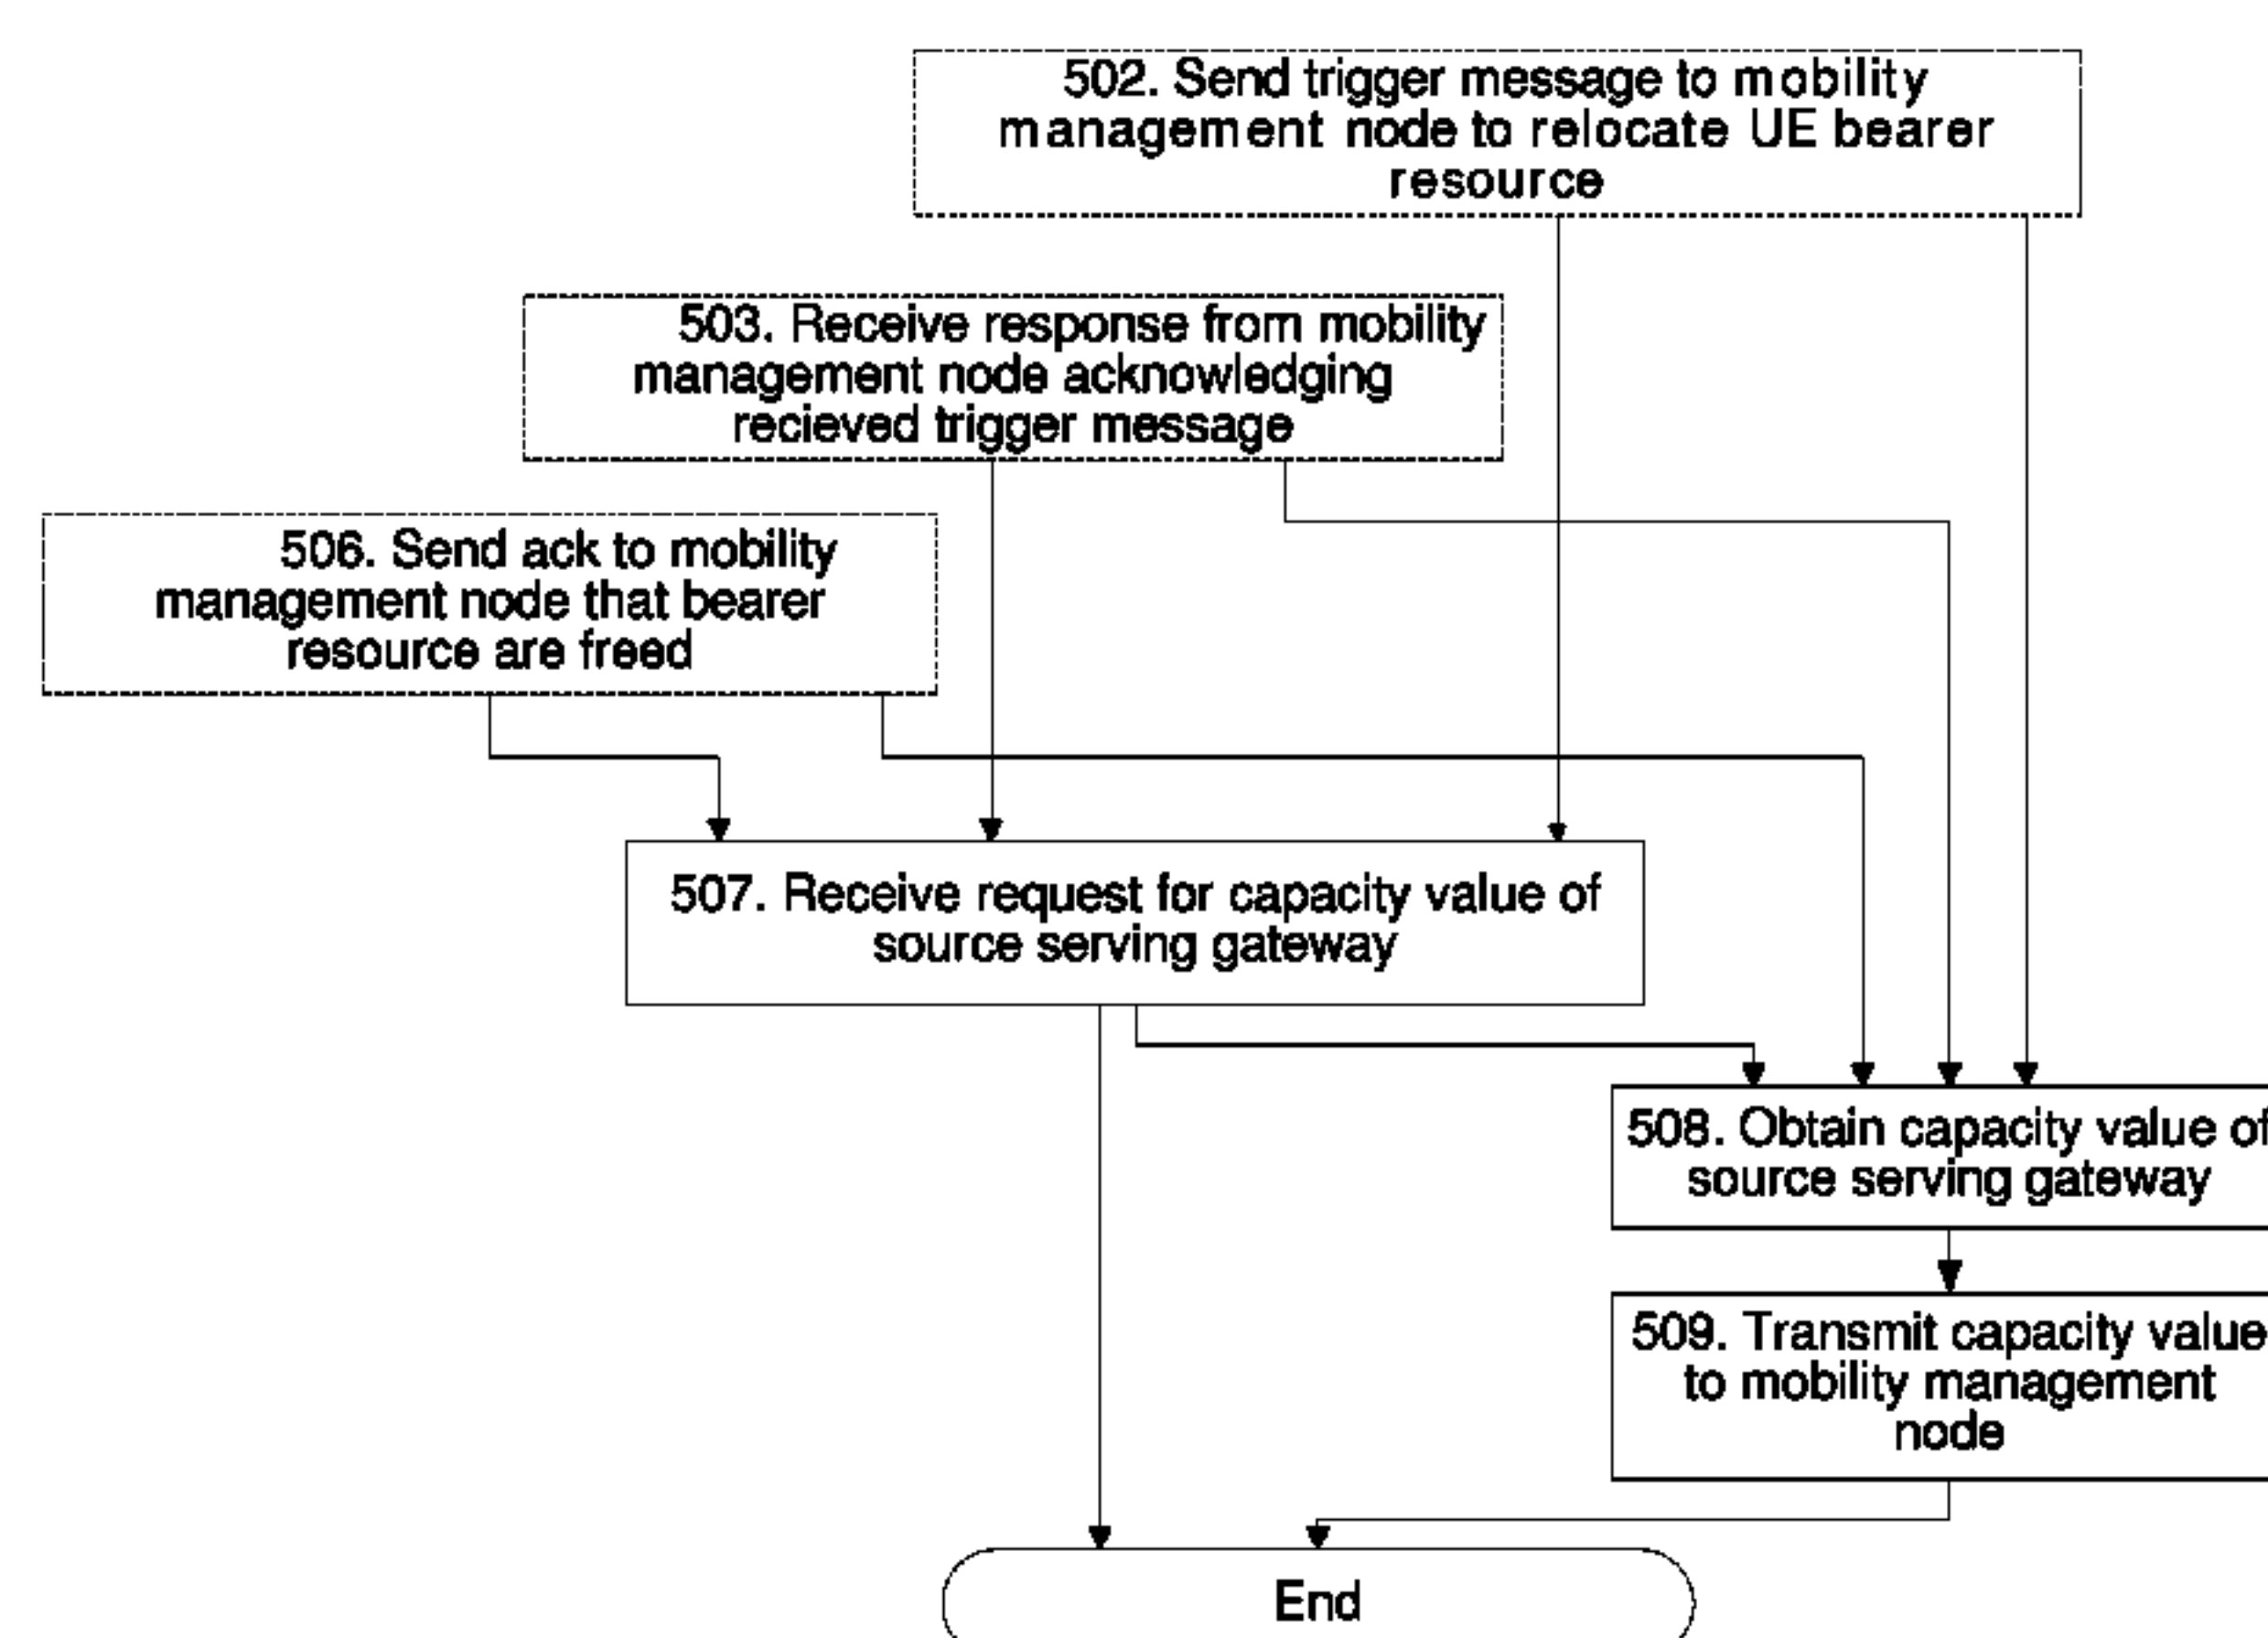 502. Send trigger message to mobility
management node to relocate UE bearer
resource
503. Receive response from mobility
management node acknowledging
recieved trigger message
506. Send ack to mobility
management node that bearer
resource are freed
507. Receive request for capacity value of
source serving gateway
508. Obtain capacity value of
source serving gateway
509. Transmit capacity value
to mobility management
node
End